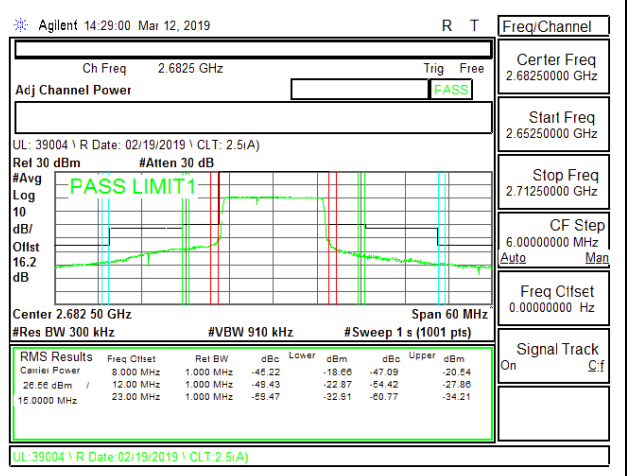 Agilent 14:29:00 Mar 12, 2019 R T
Freq/Channel
Ch Freq 2.6825 GHz Trig Free
Adj Channel Power PASS
UL: 39004 \ R Date: 02/19/2019 \ CLT: 2.5(A)
Ref 30 dBm #Atten 30 dB
#Avg
Log
10
dB/
Offst
16.2
dB
PASS LIMIT1
Center 2.682 50 GHz Span 60 MHz
#Res BW 300 kHz #VBW 910 kHz #Sweep 1 s (1001 pts)
RMS Results Freq Offset Ref BW dBc Lower dBm dBc Upper dBm
Carrier Power 8.000 MHz 1.000 MHz -45.22 -18.66 -47.09 -20.54
26.56 dBm / 12.00 MHz 1.000 MHz -49.43 -22.87 -54.42 -27.86
15.0000 MHz 23.00 MHz 1.000 MHz -59.47 -32.91 -60.77 -34.21
UL:39004 \ R Date:02/19/2019 \ CLT:2.5(A)
Center Freq
2.68250000 GHz
Start Freq
2.65250000 GHz
Stop Freq
2.71250000 GHz
CF Step
6.00000000 MHz
Auto Man
Freq Offset
0.00000000 Hz
Signal Track
On Off